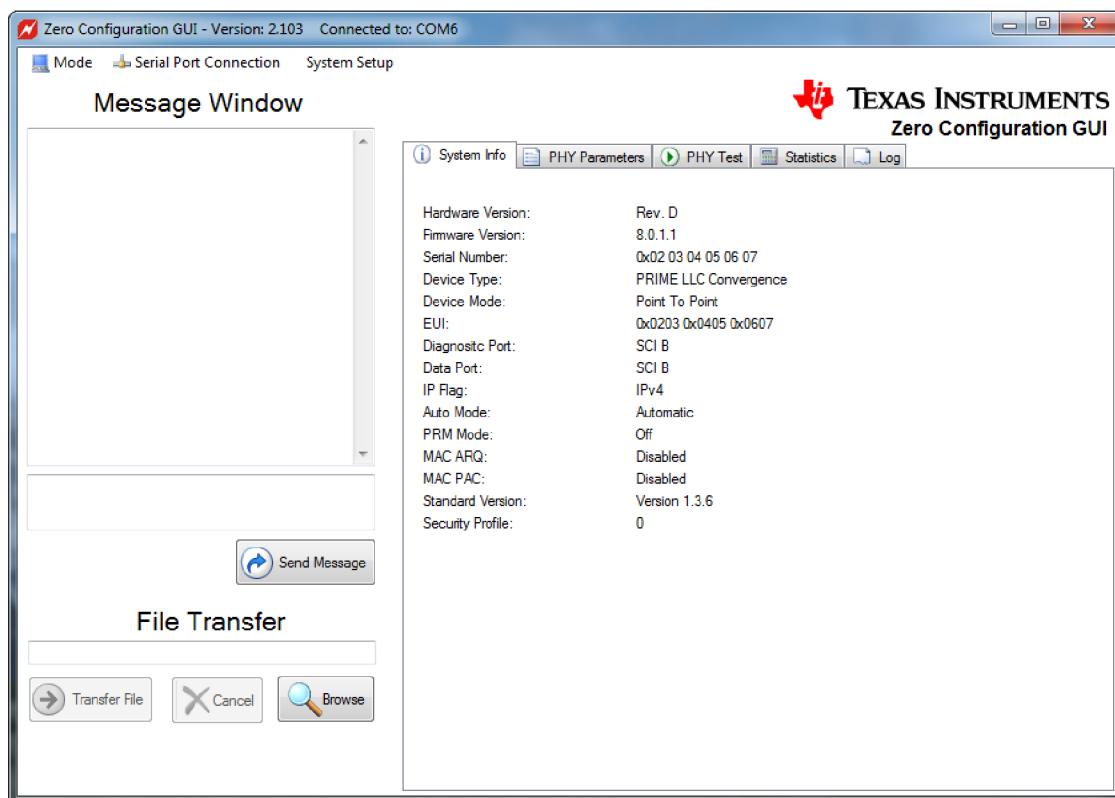 Zero Configuration GUI - Version: 2.103 Connected to: COM6
Mode Serial Port Connection System Setup
Message Window
TEXAS INSTRUMENTS
Zero Configuration GUI
System Info PHY Parameters PHY Test Statistics Log
Hardware Version: Rev. D
Firmware Version: 8.0.1.1
Serial Number: 0x02 03 04 05 06 07
Device Type: PRIME LLC Convergence
Device Mode: Point To Point
EUI: 0x0203 0x0405 0x0607
Diagnositc Port: SCI B
Data Port: SCI B
IP Flag: IPv4
Auto Mode: Automatic
PRM Mode: Off
MAC ARQ: Disabled
MAC PAC: Disabled
Standard Version: Version 1.3.6
Security Profile: 0
Send Message
File Transfer
Transfer File Cancel Browse